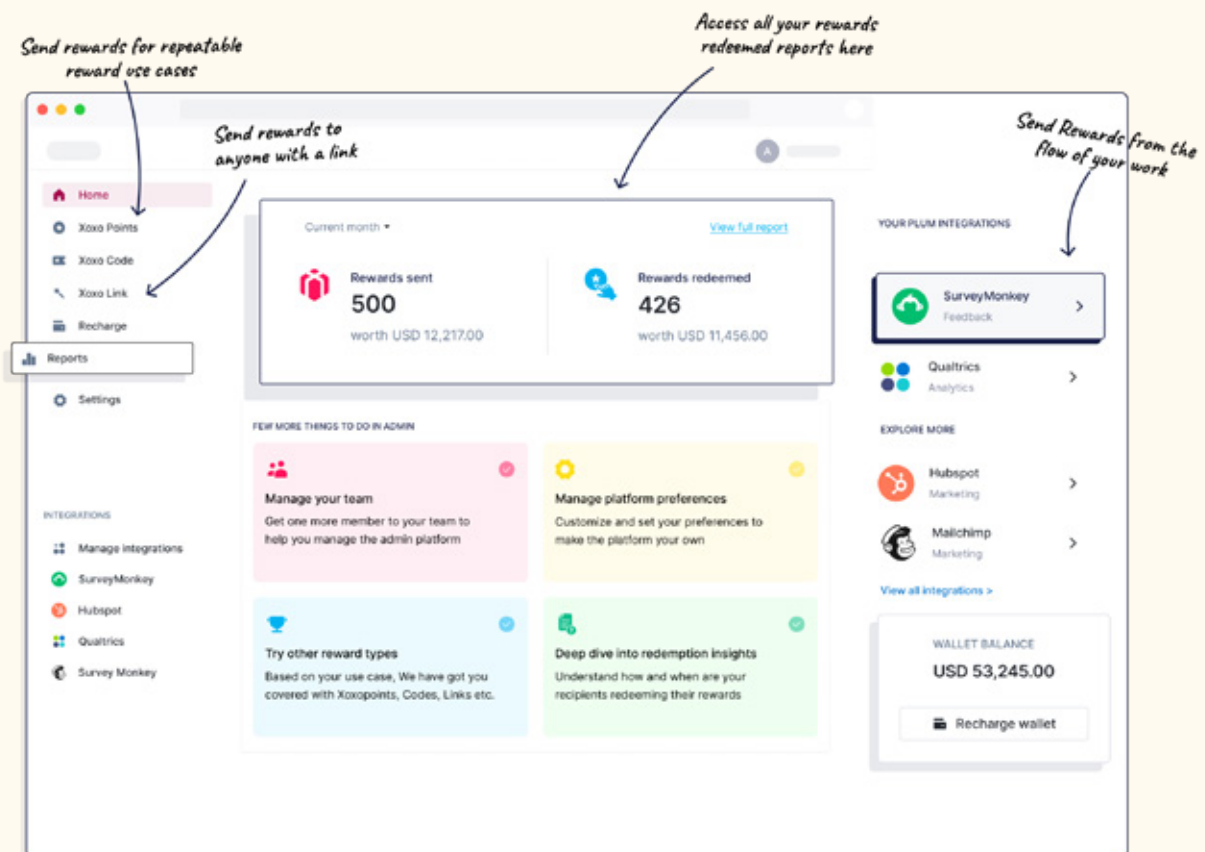 Send rewards for repeatable
reward use cases
Access all your rewards
redeemed reports here
Send rewards to
anyone with a link
Send Rewards from the
flow of your work
A
Home
Xoxo Points
Xoxo Code
Xoxo Link
Recharge
Reports
Settings
INTEGRATIONS
Manage integrations
SurveyMonkey
Hubspot
Qualtrics
Survey Monkey
Current month
View full report
Rewards sent
500
worth USD 12,217.00
Rewards redeemed
426
worth USD 11,456.00
FEW MORE THINGS TO DO IN ADMIN
Manage your team
Get one more member to your team to
help you manage the admin platform
Manage platform preferences
Customize and set your preferences to
make the platform your own
Try other reward types
Based on your use case, We have got you
covered with Xoxopoints, Codes, Links etc.
Deep dive into redemption insights
Understand how and when are your
recipients redeeming their rewards
YOUR PLUM INTEGRATIONS
SurveyMonkey
Feedback
Qualtrics
Analytics
EXPLORE MORE
Hubspot
Marketing
Mailchimp
Marketing
View all integrations >
WALLET BALANCE
USD 53,245.00
Recharge wallet